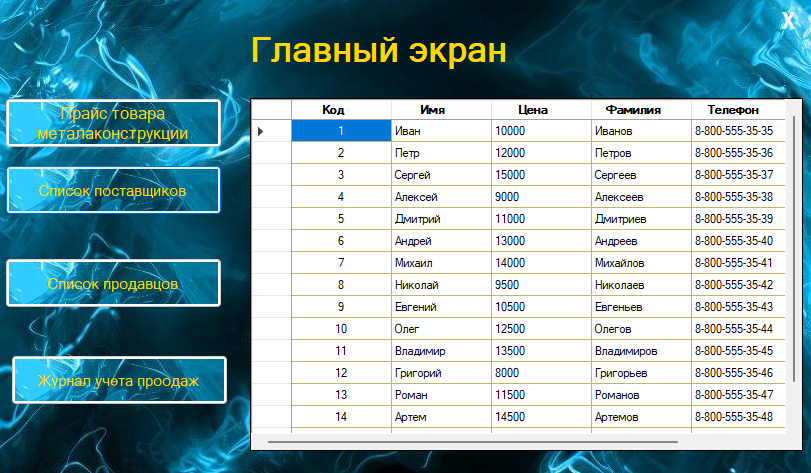 X
Главный экран
Прайс товара
металаконструкции
Список поставщиков
Список продавцов
Журнал учета проодаж
Код Имя Цена Фамилия Телефон
1 Иван 10000 Иванов 8-800-555-35-35
2 Петр 12000 Петров 8-800-555-35-36
3 Сергей 15000 Сергеев 8-800-555-35-37
4 Алексей 9000 Алексеев 8-800-555-35-38
5 Дмитрий 11000 Дмитриев 8-800-555-35-39
6 Андрей 13000 Андреев 8-800-555-35-40
7 Михаил 14000 Михайлов 8-800-555-35-41
8 Николай 9500 Николаев 8-800-555-35-42
9 Евгений 10500 Евгеньев 8-800-555-35-43
10 Олег 12500 Олегов 8-800-555-35-44
11 Владимир 13500 Владимиров 8-800-555-35-45
12 Григорий 8000 Григорьев 8-800-555-35-46
13 Роман 11500 Романов 8-800-555-35-47
14 Артем 14500 Артемов 8-800-555-35-48